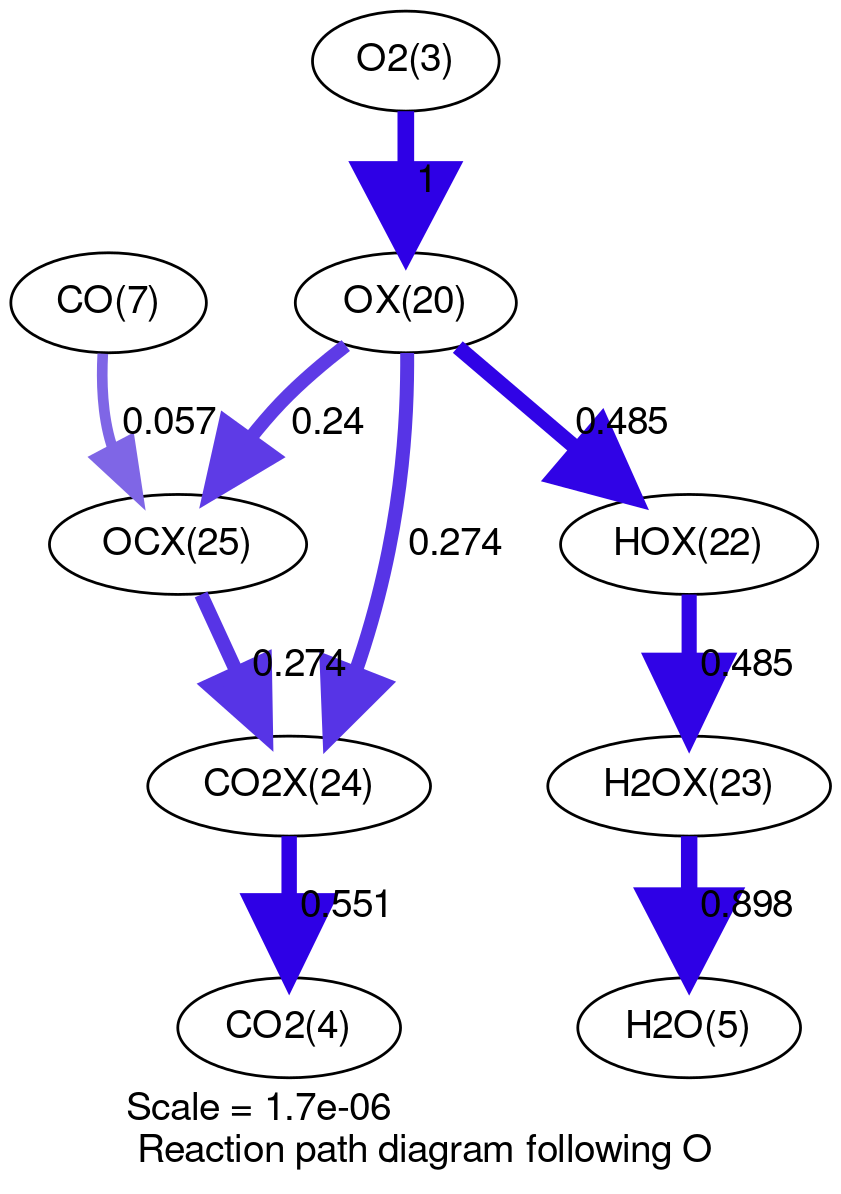 O2(3)
1
CO(7)
OX(20)
0.057
0.24
0.485
OCX(25)
0.274
HOX(22)
0.274
0.485
CO2X(24)
H2OX(23)
0.551
0.898
CO2(4)
H2O(5)
Scale = 1.7e-06
Reaction path diagram following O